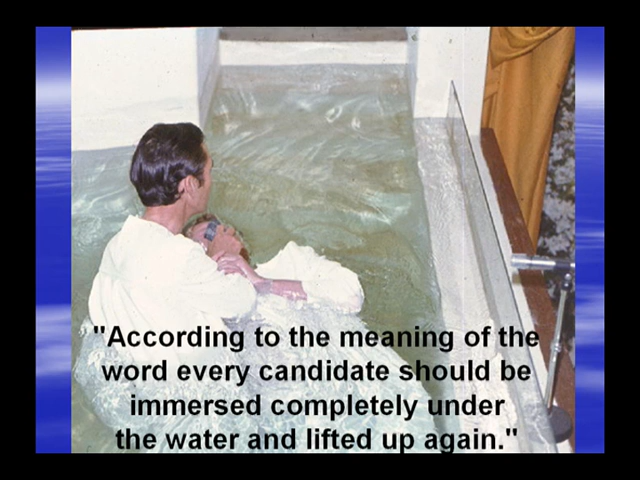 "According to the meaning of the
word every candidate should be
immersed completely under
the water and lifted up again."